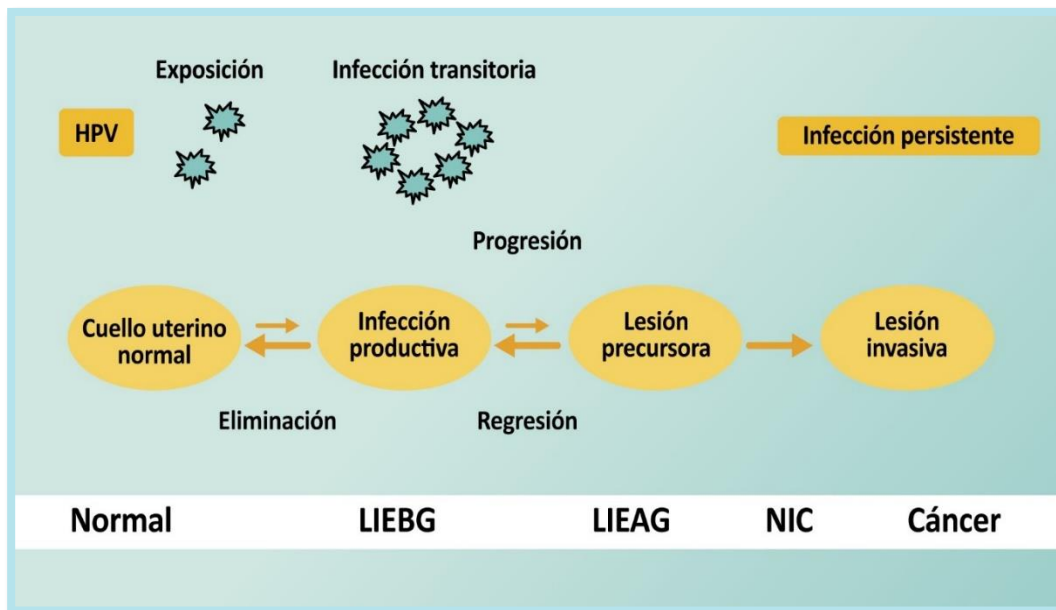 Exposición
Infección transitoria
HPV
Infección persistente
Progresión
Cuello uterino
normal
Infección
productiva
Lesión
precursora
Lesión
invasiva
Eliminación
Regresión
Normal
LIEBG
LIEAG
NIC
Cáncer